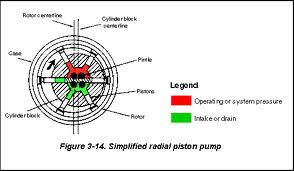 Rotor centerline
Cylinder block
centerline
Case
Pintle
Pistons
Cylinder block
Rotor
Legend
Operating or system pressure
Intake or drain
Figure 3-14. Simplified radial piston pump